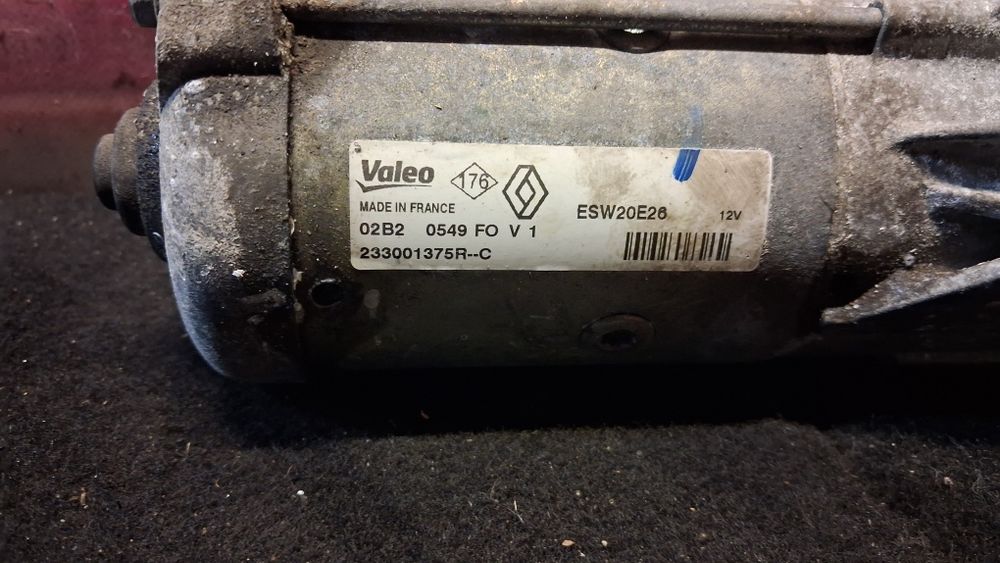 Valeo 176
MADE IN FRANCE
02B2 0549 FO V 1
233001375R--C
ESW20E26 12V